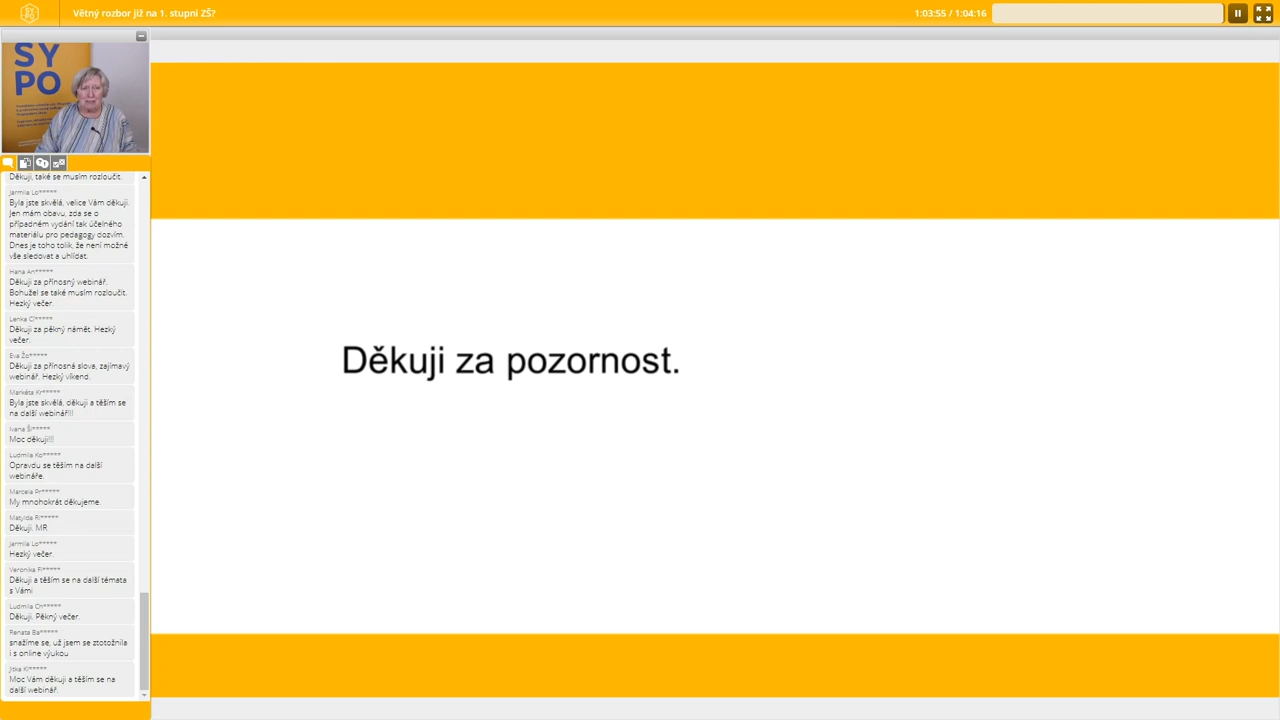 Větný rozbor již na 1. stupni ZŠ?
1:03:55 / 1:04:16
SY
PO
Děkuji, také se musím rozloučit.
Jarmila Lo*****
Byla jste skvělá, velice Vám děkuji.
Jen mám obavu, zda se o
případném vydání tak účelného
materiálu pro pedagogy dozvím.
Dnes je toho tolik, že není možné
vše sledovat a uhlídat.
Hana An*****
Děkuji za přínosný webinář.
Bohužel se také musím rozloučit.
Hezký večer.
Lenka Cí*****
Děkuji za pěkný námět. Hezký
večer.
Eva Žo*****
Děkuji za přínosná slova, zajímavý
webinář. Hezký víkend.
Markéta Kr*****
Byla jste skvělá, děkuji a těším se
na další webinář!!!
Ivana Ší*****
Moc děkuji!!!
Ludmila Ko*****
Opravdu se těším na další
webináře.
Marcela Pr*****
My mnohokrát děkujeme.
Matylda Ri*****
Děkuji. MR
Jarmila Lo*****
Hezký večer.
Veronika Fi*****
Děkuji a těším se na další témata
s Vámi
Ludmila Cn*****
Děkuji. Pěkný večer.
Renata Ba*****
snažíme se, už jsem se ztotožnila
i s online výukou
Jitka Kl*****
Moc Vám děkuji a těším se na
další webinář.
Děkuji za pozornost.